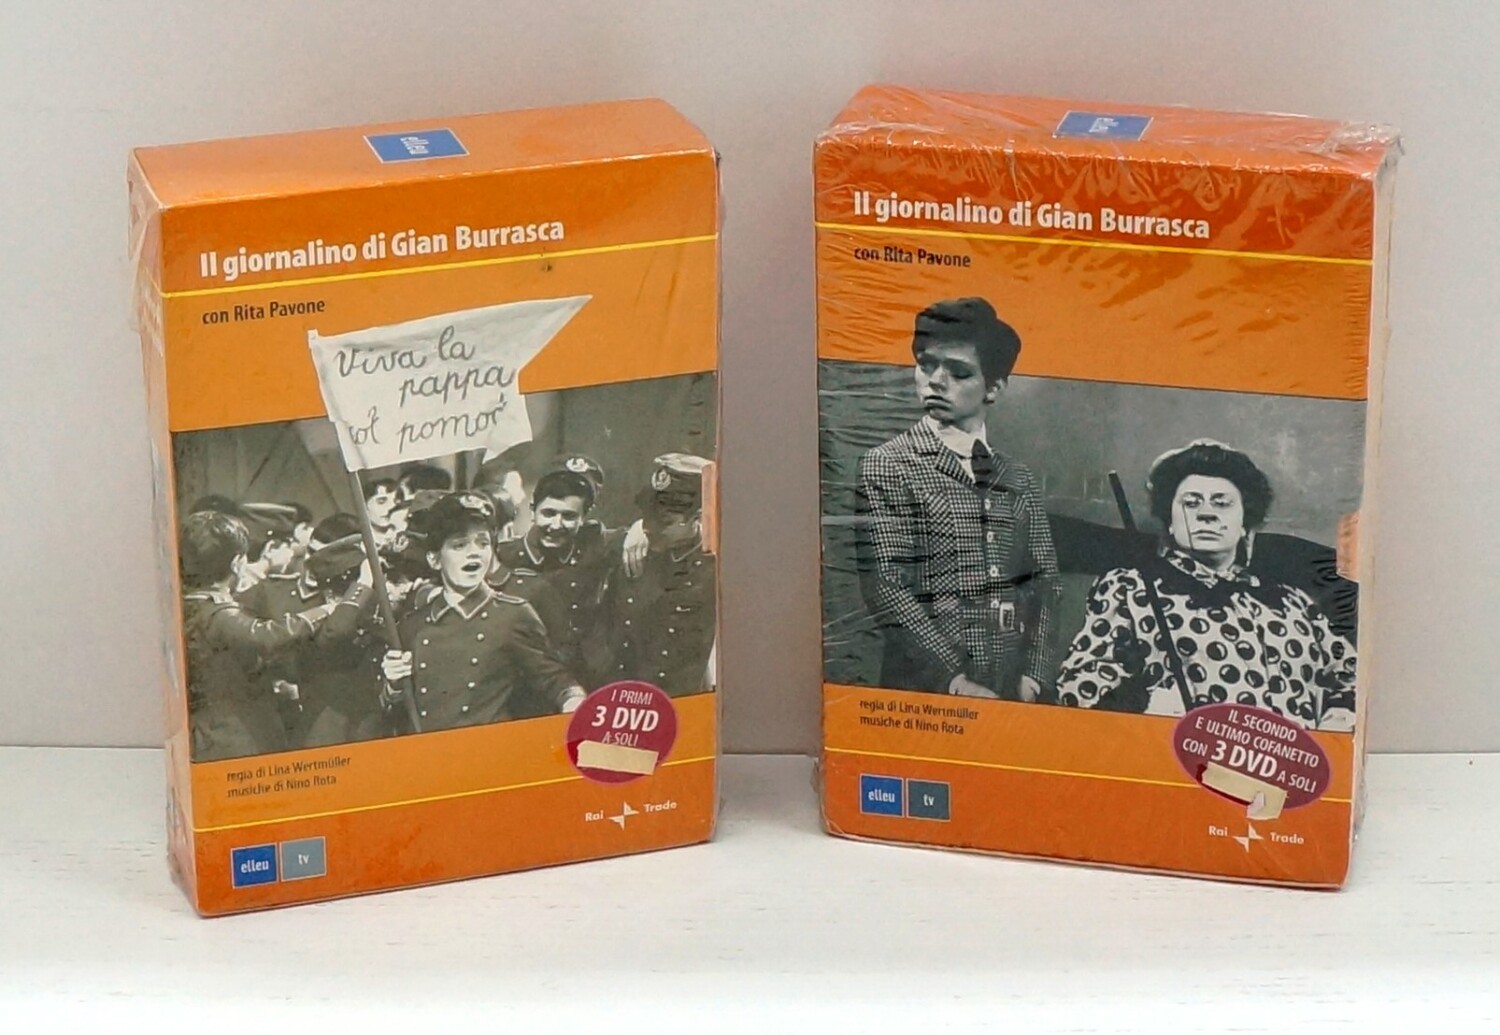 elleu
Il giornalino di Gian Burrasca
con Rita Pavone
Viva la
pappa
col pomo
I PRIMI
3 DVD
A SOLI
regia di Lina Wertmüller
musiche di Nino Rota
Rai Trade
elleu tv
elleu
Il giornalino di Gian Burrasca
con Rita Pavone
regia di Lina Wertmüller
musiche di Nino Rota
IL SECONDO
E ULTIMO COFANETTO
CON 3 DVD A SOLI
elleu tv
Rai Trade